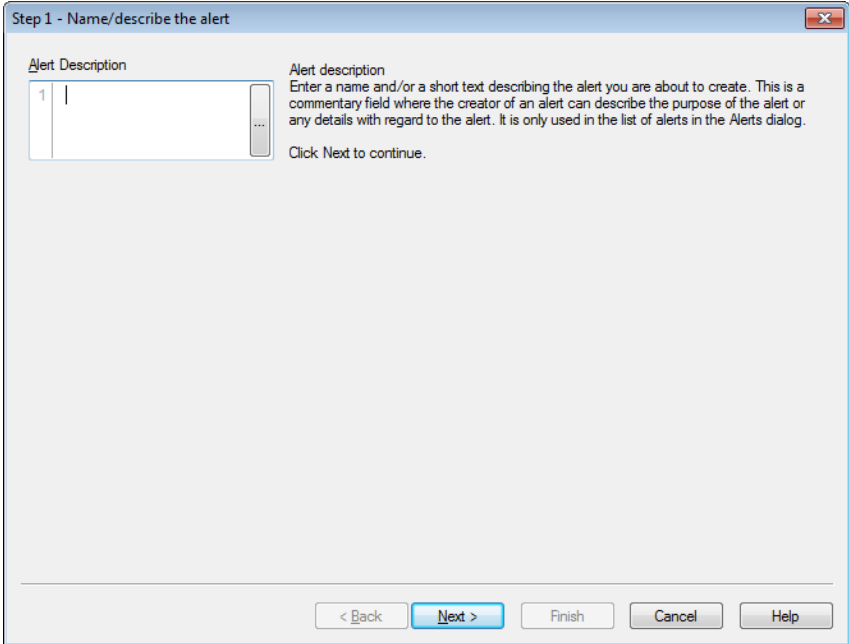 Step 1 - Name/describe the alert
Alert Description
1
...
Alert description
Enter a name and/or a short text describing the alert you are about to create. This is a
commentary field where the creator of an alert can describe the purpose of the alert or
any details with regard to the alert. It is only used in the list of alerts in the Alerts dialog.
Click Next to continue.
< Back
Next >
Finish
Cancel
Help